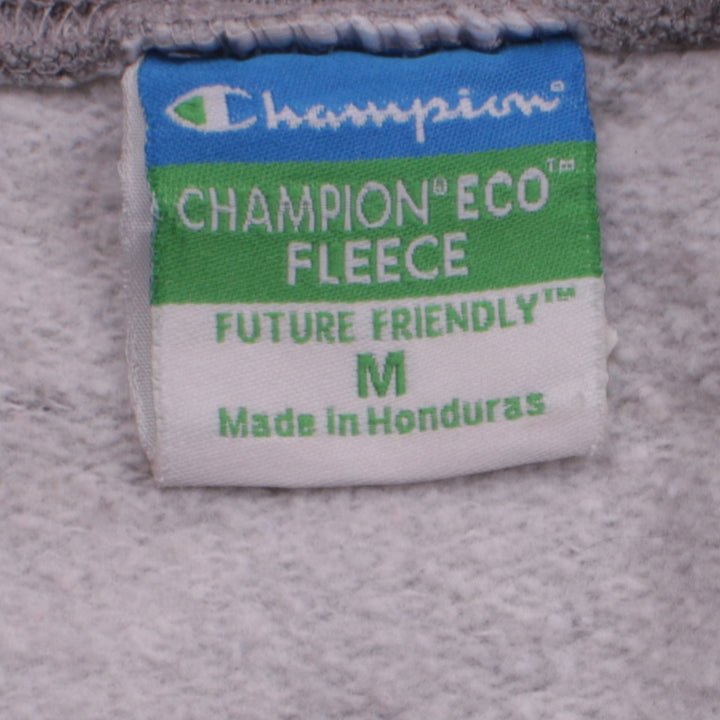 Champion®
CHAMPION® ECO™
FLEECE
FUTURE FRIENDLY™
M
Made in Honduras